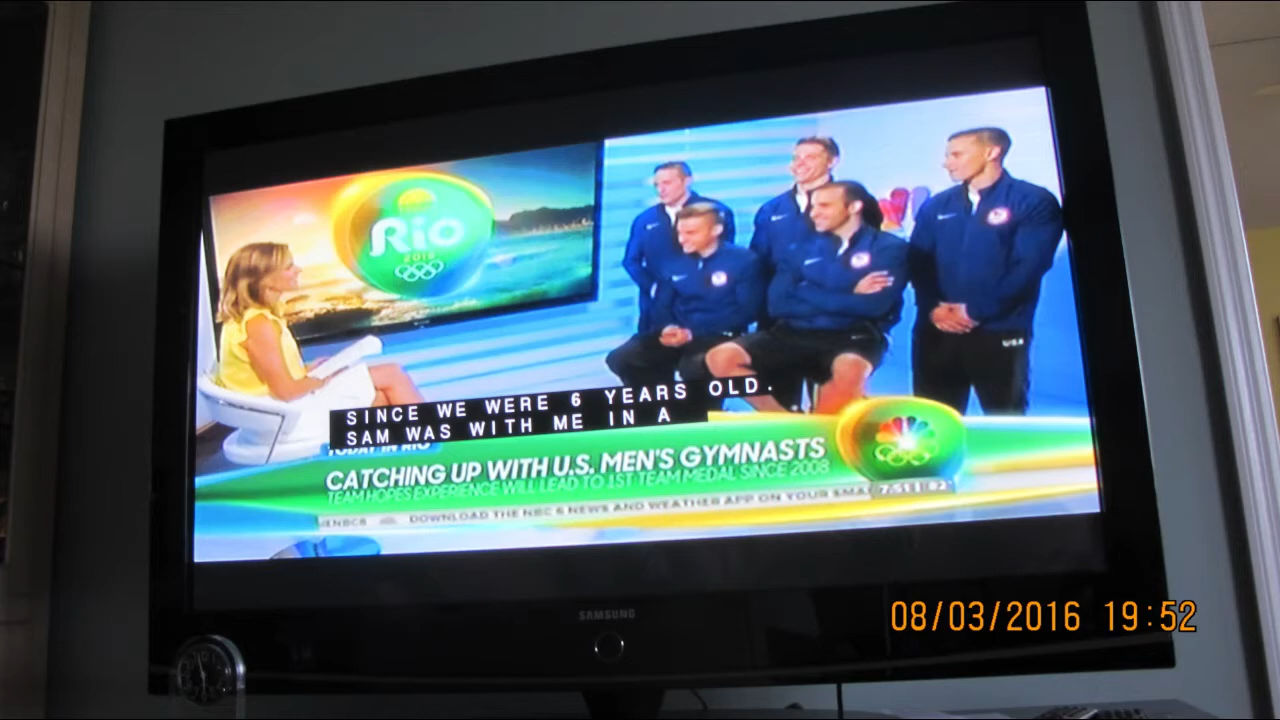 Rio
2016
USA
SINCE WE WERE 6 YEARS OLD.
SAM WAS WITH ME IN A
TODAY IN RIO
CATCHING UP WITH U.S. MEN'S GYMNASTS
TEAM HOPES EXPERIENCE WILL LEAD TO 1ST TEAM MEDAL SINCE 2008
DOWNLOAD THE NBC 6 NEWS AND WEATHER APP ON YOUR SMA 7:51 82°
SAMSUNG
08/03/2016 19:52